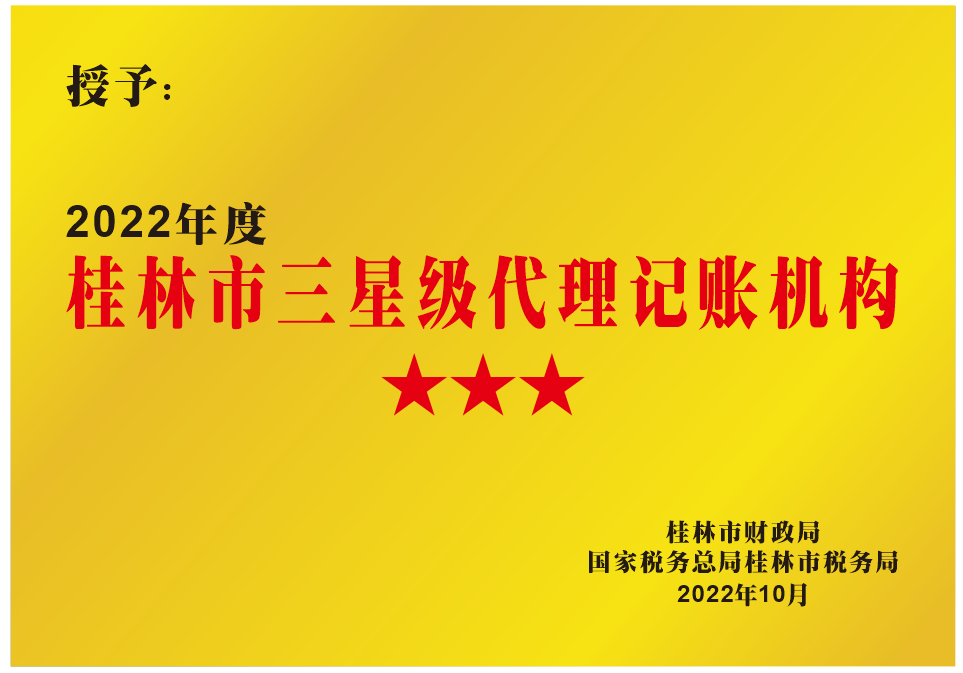 授予：
2022年度
桂林市三星级代理记账机构
★★★
桂林市财政局
国家税务总局桂林市税务局
2022年10月